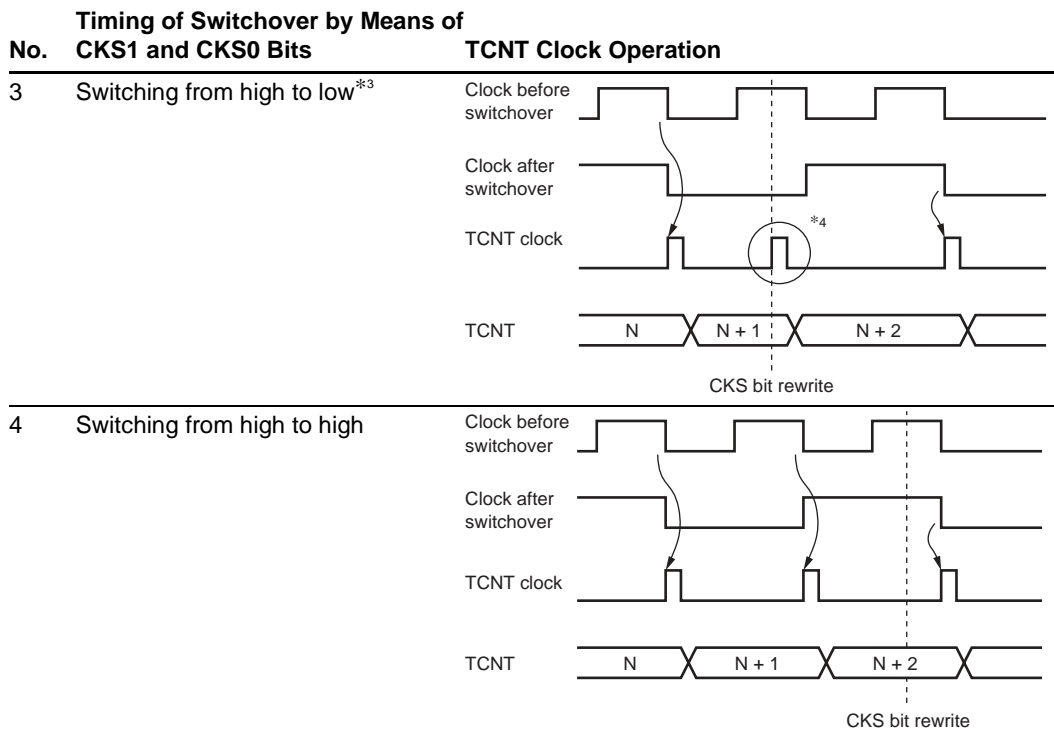 No.
Timing of Switchover by Means of
CKS1 and CKS0 Bits
TCNT Clock Operation
3
Switching from high to low*3
Clock before
switchover
Clock after
switchover
TCNT clock
*4
TCNT
N
N + 1
N + 2
CKS bit rewrite
4
Switching from high to high
Clock before
switchover
Clock after
switchover
TCNT clock
TCNT
N
N + 1
N + 2
CKS bit rewrite